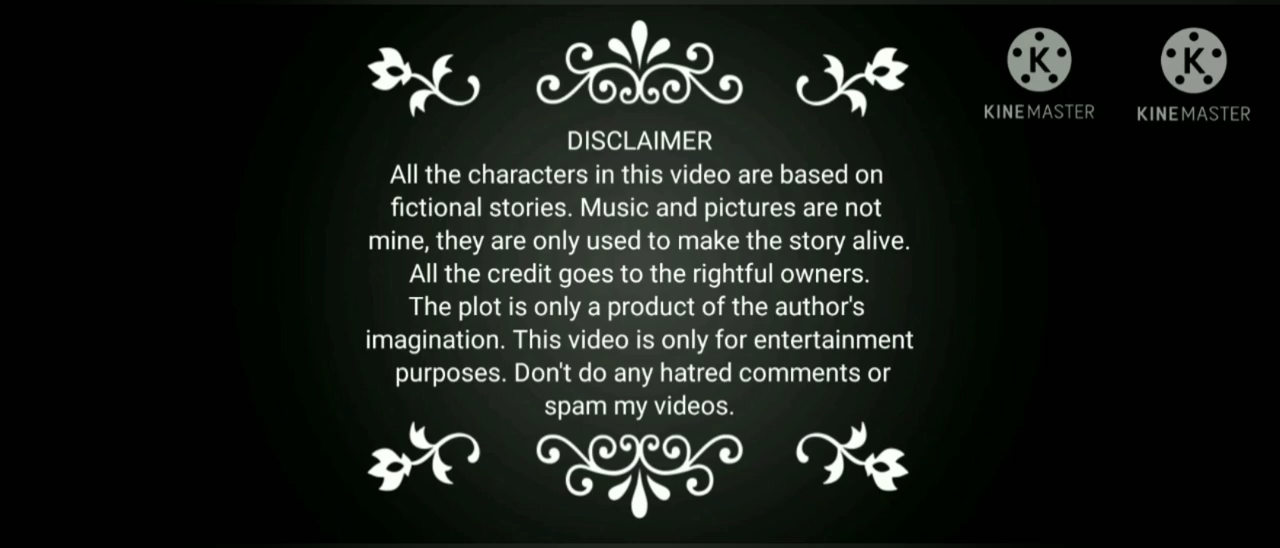 DISCLAIMER
All the characters in this video are based on
fictional stories. Music and pictures are not
mine, they are only used to make the story alive.
All the credit goes to the rightful owners.
The plot is only a product of the author's
imagination. This video is only for entertainment
purposes. Don't do any hatred comments or
spam my videos.
K
KINEMASTER
K
KINEMASTER